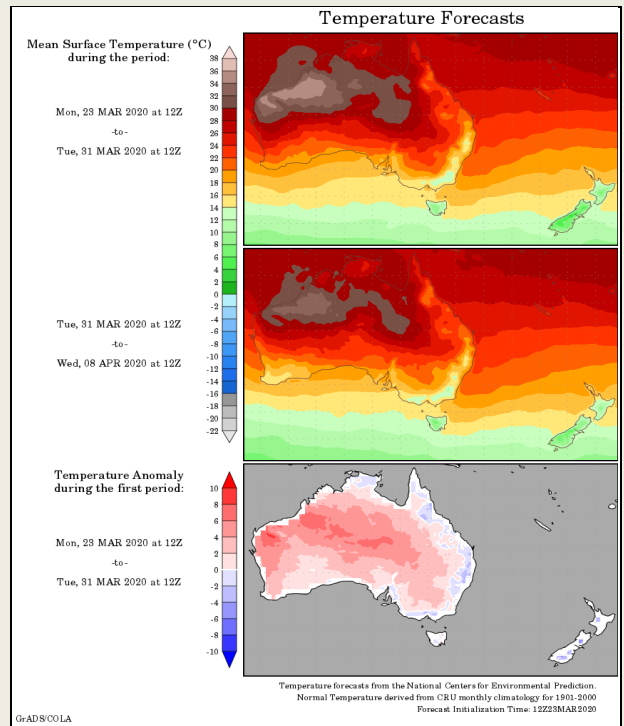 Temperature Forecasts
Mean Surface Temperature (°C)
during the period:
Mon, 23 MAR 2020 at 12Z
-to-
Tue, 31 MAR 2020 at 12Z
38
36
34
32
30
28
26
24
22
20
18
16
14
12
10
8
6
4
2
0
-2
-4
-6
-8
-10
-12
-14
-16
-18
-20
-22
Tue, 31 MAR 2020 at 12Z
-to-
Wed, 08 APR 2020 at 12Z
Temperature Anomaly
during the first period:
Mon, 23 MAR 2020 at 12Z
-to-
Tue, 31 MAR 2020 at 12Z
10
8
6
4
2
0
-2
-4
-6
-8
-10
Temperature forecasts from the National Centers for Environmental Prediction.
Normal Temperature derived from CRU monthly climatology for 1901-2000
Forecast Initialization Time: 12Z23MAR2020
GrADS/COLA